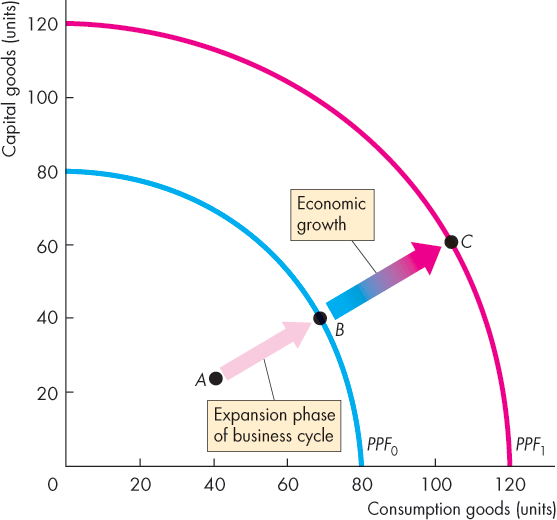 Capital goods (units)
120
100
80
60
40
20
Economic
growth
C
B
A
Expansion phase
of business cycle
PPF0
PPF1
0
20
40
60
80
100
120
Consumption goods (units)